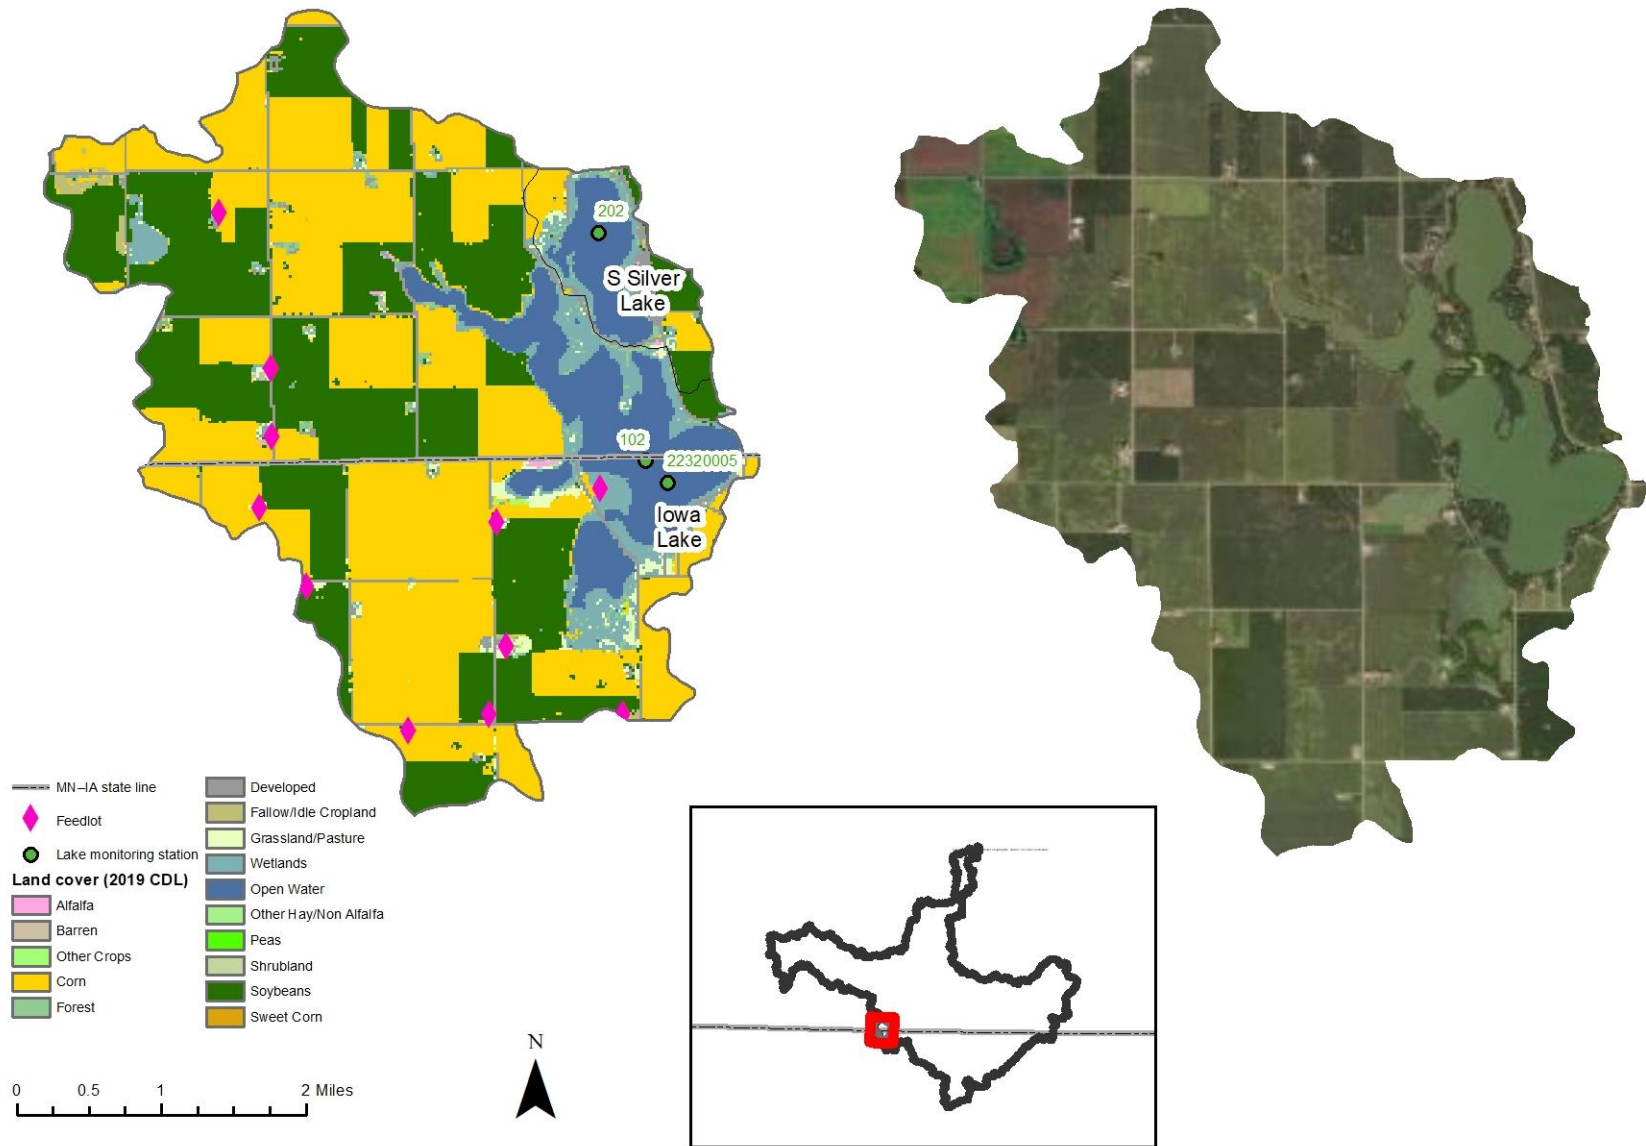 202
S Silver
Lake
102
22320005
Iowa
Lake
MN–IA state line
Feedlot
Lake monitoring station
Land cover (2019 CDL)
Alfalfa
Barren
Other Crops
Corn
Forest
Developed
Fallow/Idle Cropland
Grassland/Pasture
Wetlands
Open Water
Other Hay/Non Alfalfa
Peas
Shrubland
Soybeans
Sweet Corn
N
0 0.5 1 2 Miles